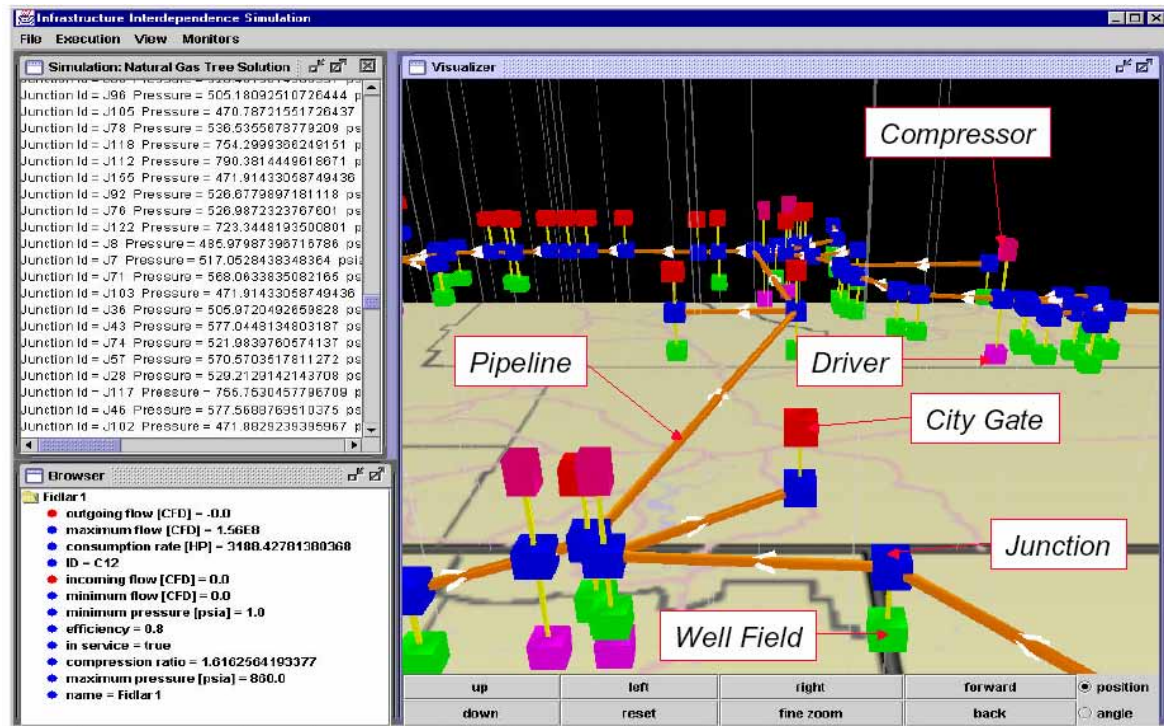 Infrastructure Interdependence Simulation
File Execution View Monitors
Simulation: Natural Gas Tree Solution
Junction Id = J96 Pressure = 505.18092510726444 p
Junction Id = J105 Pressure = 470.78721551726437
Junction Id = J78 Pressure = 536.5355678779209 ps
Junction Id = J118 Pressure = 754.2999366249151
Junction Id = J112 Pressure = 790.3814449618671 p
Junction Id = J155 Pressure = 471.91433058749436
Junction Id = J92 Pressure = 526.6779897181118 ps
Junction Id = J76 Pressure = 526.9872323767601 ps
Junction Id = J122 Pressure = 723.3448193500801 p
Junction Id = J8 Pressure = 485.97987396715786 ps
Junction Id = J7 Pressure = 517.0528438348364 psia
Junction Id = J71 Pressure = 568.0633835082165 ps
Junction Id = J103 Pressure = 471.91433058749436
Junction Id = J36 Pressure = 505.9720492659828 ps
Junction Id = J43 Pressure = 577.0448134803187 ps
Junction Id = J74 Pressure = 521.9839760574137 ps
Junction Id = J57 Pressure = 570.5703517811272 ps
Junction Id = J28 Pressure = 529.2129142143708 ps
Junction Id = J117 Pressure = 755.7530457796709 p
Junction Id = J46 Pressure = 577.5688769510375 ps
Junction Id = J102 Pressure = 471.8829239395967 p
Browser
Fidlar1
outgoing flow [CFD] = -0.0
maximum flow [CFD] = 1.56E8
consumption rate [HP] = 3188.42781380368
ID = C12
incoming flow [CFD] = 0.0
minimum flow [CFD] = 0.0
minimum pressure [psia] = 1.0
efficiency = 0.8
in service = true
compression ratio = 1.6162564193377
maximum pressure [psia] = 860.0
name = Fidlar1
Visualizer
Compressor
Pipeline
Driver
City Gate
Junction
Well Field
up left right forward position
down reset fine zoom back angle